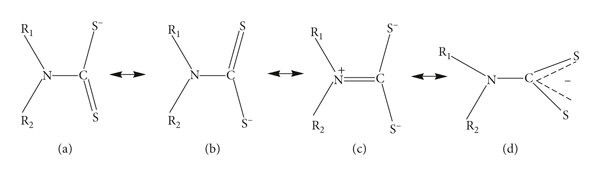 R1 S− R1 S R1 S− R1 S
N C N C N+ C N C −
R2 S R2 S− R2 S− R2 S
(a) (b) (c) (d)